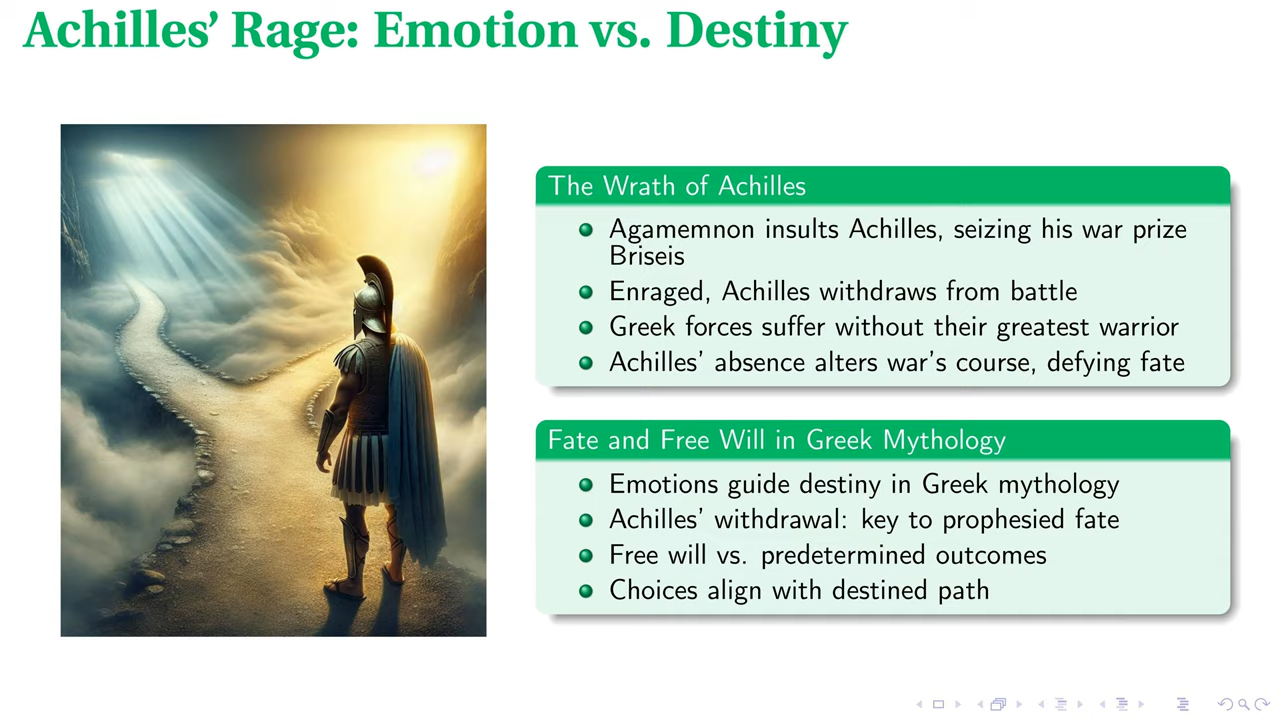 Achilles’ Rage: Emotion vs. Destiny
The Wrath of Achilles
Agamemnon insults Achilles, seizing his war prize
Briseis
Enraged, Achilles withdraws from battle
Greek forces suffer without their greatest warrior
Achilles’ absence alters war’s course, defying fate
Fate and Free Will in Greek Mythology
Emotions guide destiny in Greek mythology
Achilles’ withdrawal: key to prophesied fate
Free will vs. predetermined outcomes
Choices align with destined path